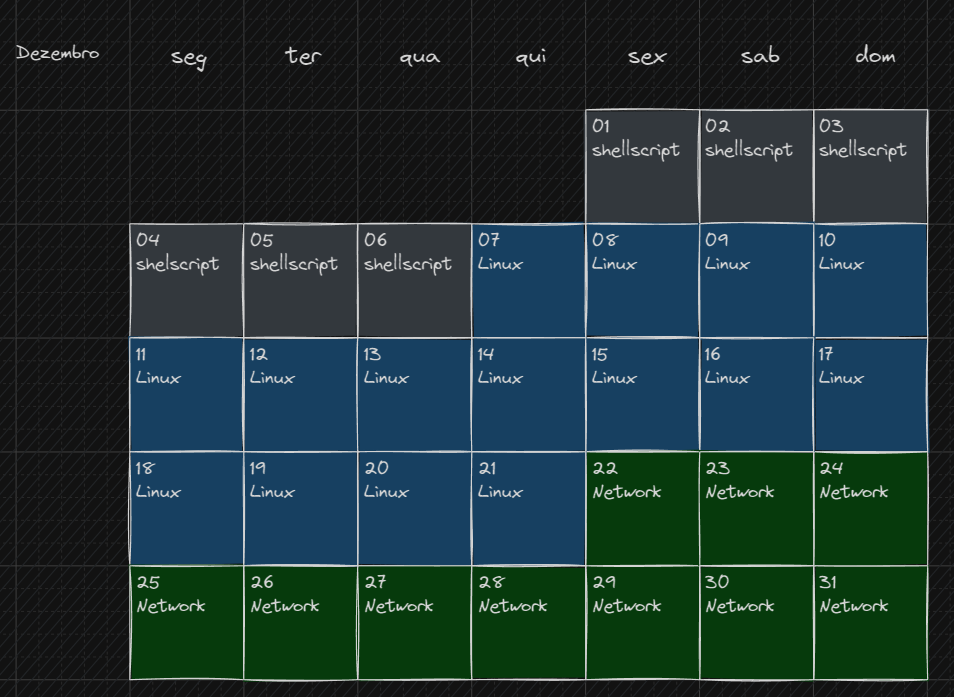 Dezembro seg ter qua qui sex sab dom
01 02 03
shellscript shellscript shellscript
04 05 06 07 08 09 10
shelscript shellscript shellscript Linux Linux Linux Linux
11 12 13 14 15 16 17
Linux Linux Linux Linux Linux Linux Linux
18 19 20 21 22 23 24
Linux Linux Linux Linux Network Network Network
25 26 27 28 29 30 31
Network Network Network Network Network Network Network